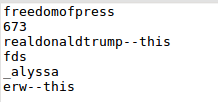 freedomofpress
673
realdonaldtrump--this
fds
_alyssa
erw--this